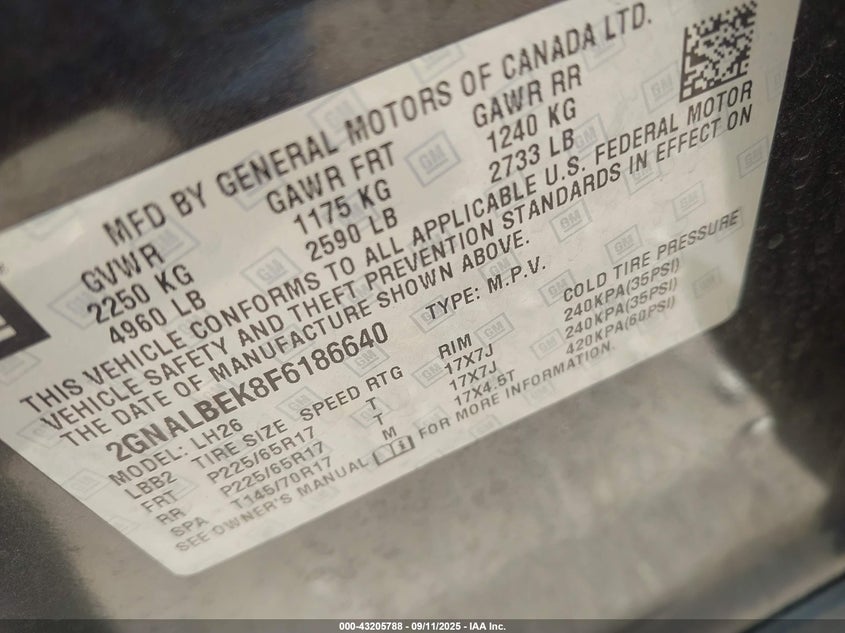 MFD BY GENERAL MOTORS OF CANADA LTD.
GVWR GAWR FRT GAWR RR
2250 KG 1175 KG 1240 KG
4960 LB 2590 LB 2733 LB
THIS VEHICLE CONFORMS TO ALL APPLICABLE U.S. FEDERAL MOTOR
VEHICLE SAFETY AND THEFT PREVENTION STANDARDS IN EFFECT ON
THE DATE OF MANUFACTURE SHOWN ABOVE.
2GNALBEK8F6186640 TYPE: M.P.V.
MODEL: LH26
LBB2 TIRE SIZE SPEED RTG RIM COLD TIRE PRESSURE
FRT P225/65R17 T 17X7J 240KPA(35PSI)
RR P225/65R17 T 17X7J 240KPA(35PSI)
SPA T145/70R17 M 17X4.5T 420KPA(60PSI)
SEE OWNER'S MANUAL FOR MORE INFORMATION.
GM
000-43205788 - 09/11/2025 - IAA Inc.